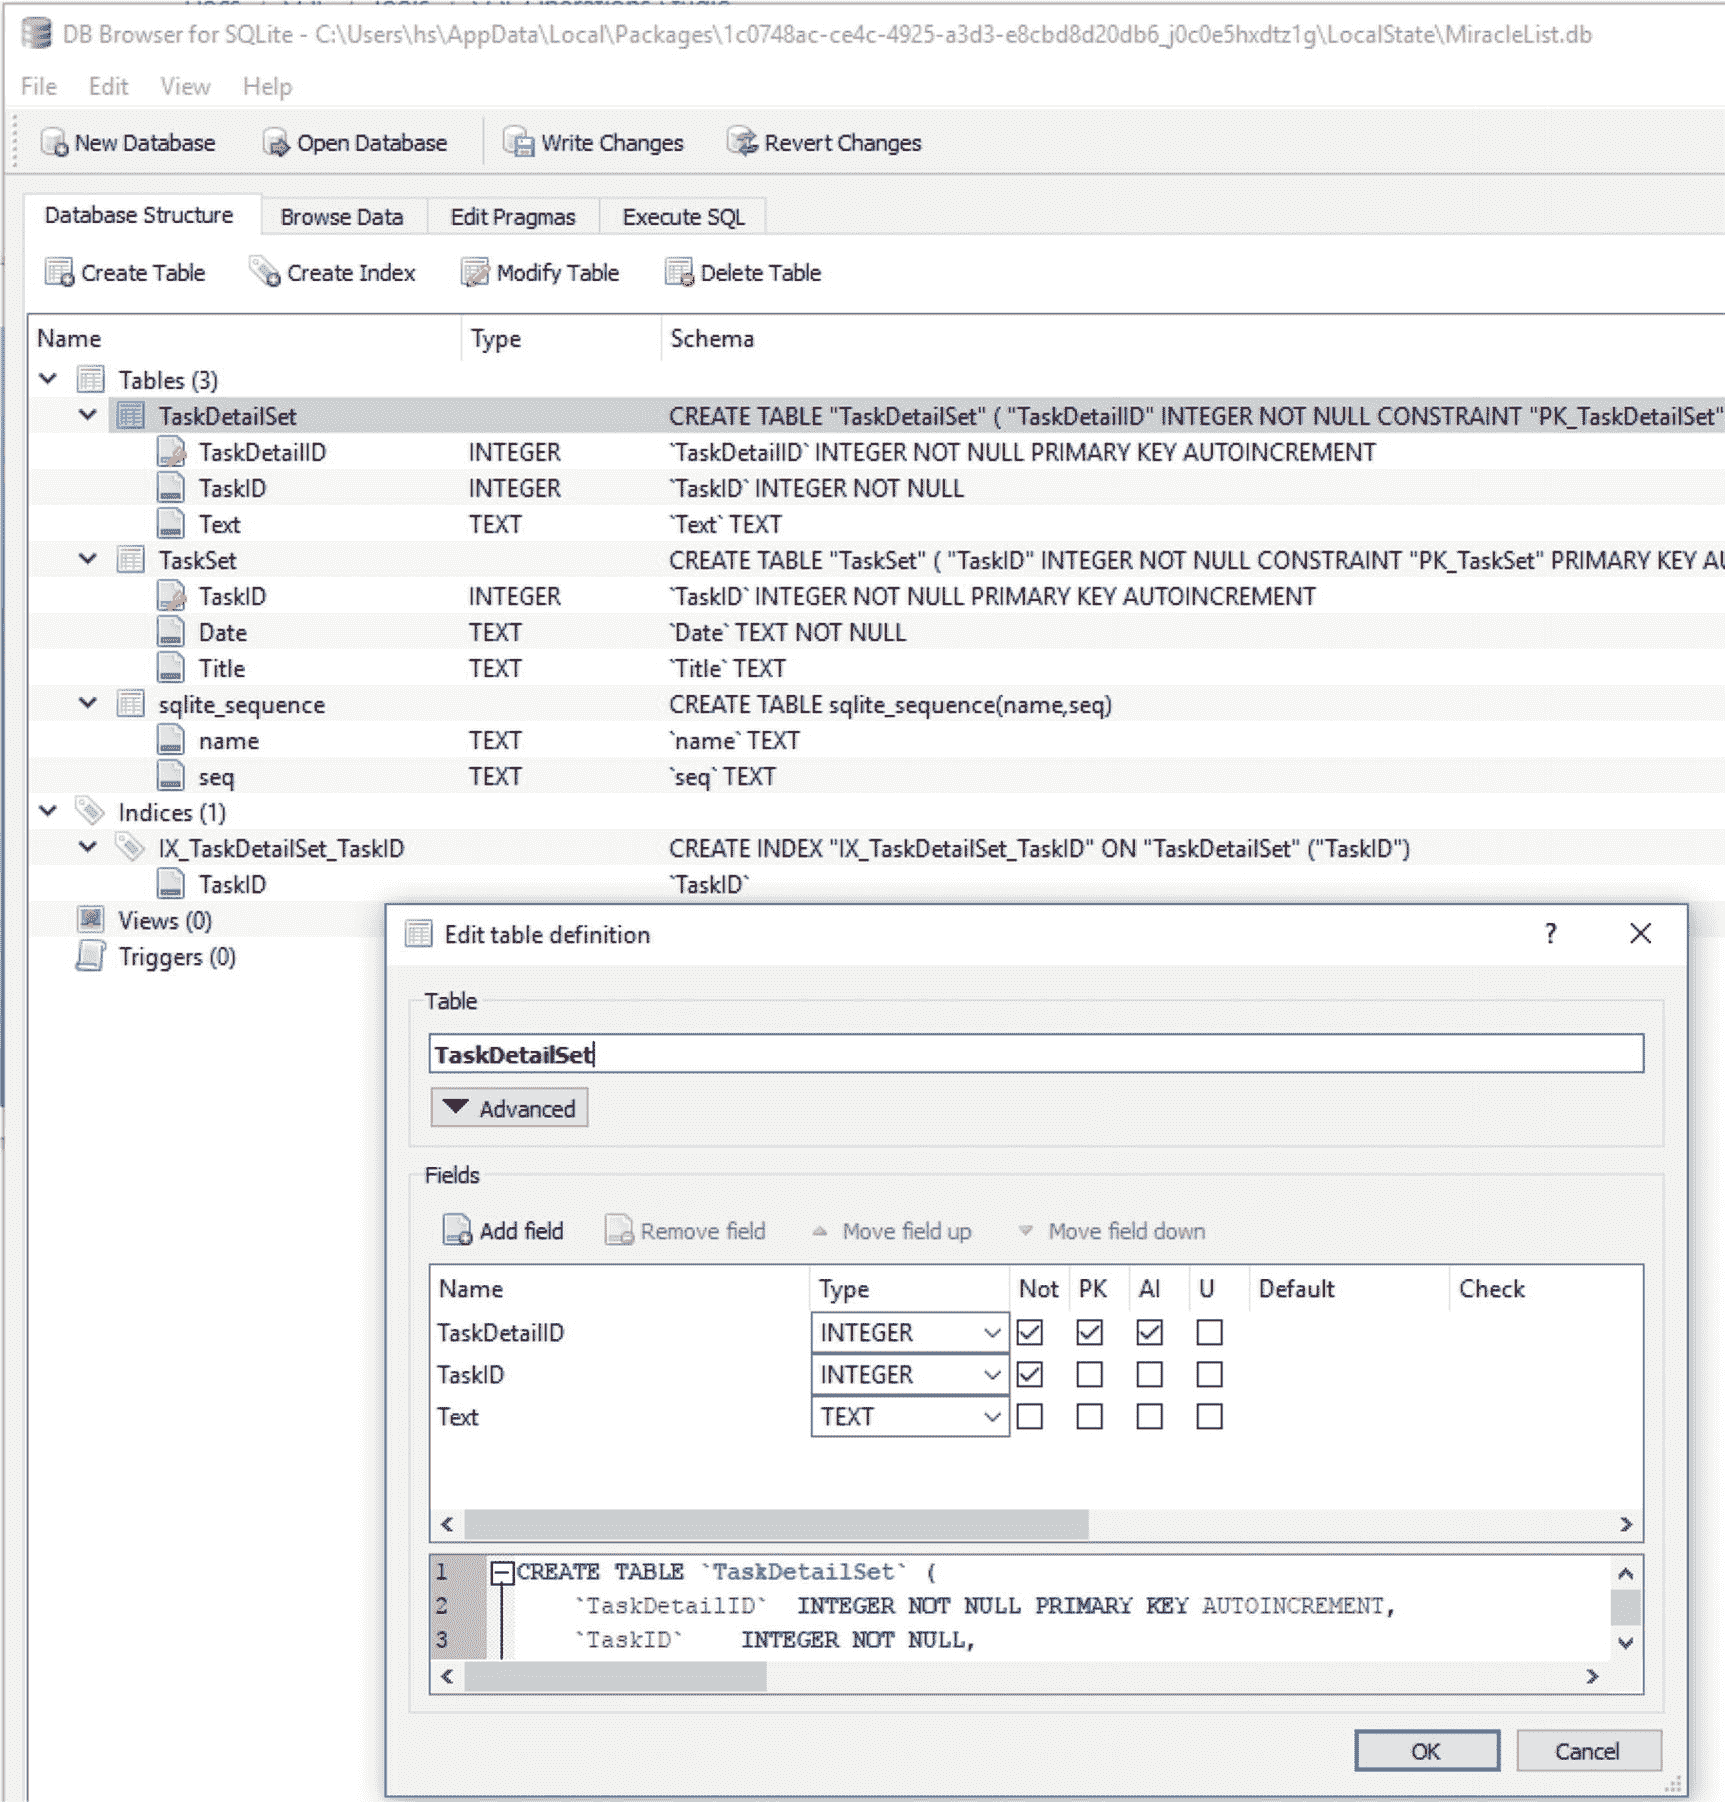 DB Browser for SQLite - C:\Users\hs\AppData\Local\Packages\1c0748ac-ce4c-4925-a3d3-e8cbd8d20db6_j0c0e5hxdtz1g\LocalState\MiracleList.db
File Edit View Help
New Database Open Database Write Changes Revert Changes
Database Structure Browse Data Edit Pragmas Execute SQL
Create Table Create Index Modify Table Delete Table
Name Type Schema
Tables (3)
TaskDetailSet CREATE TABLE "TaskDetailSet" ( "TaskDetailID" INTEGER NOT NULL CONSTRAINT "PK_TaskDetailSet"
TaskDetailID INTEGER `TaskDetailID` INTEGER NOT NULL PRIMARY KEY AUTOINCREMENT
TaskID INTEGER `TaskID` INTEGER NOT NULL
Text TEXT `Text` TEXT
TaskSet CREATE TABLE "TaskSet" ( "TaskID" INTEGER NOT NULL CONSTRAINT "PK_TaskSet" PRIMARY KEY AU
TaskID INTEGER `TaskID` INTEGER NOT NULL PRIMARY KEY AUTOINCREMENT
Date TEXT `Date` TEXT NOT NULL
Title TEXT `Title` TEXT
sqlite_sequence CREATE TABLE sqlite_sequence(name,seq)
name TEXT `name` TEXT
seq TEXT `seq` TEXT
Indices (1)
IX_TaskDetailSet_TaskID CREATE INDEX "IX_TaskDetailSet_TaskID" ON "TaskDetailSet" ("TaskID")
TaskID `TaskID`
Views (0)
Triggers (0)
Edit table definition ?
Table
TaskDetailSet
Advanced
Fields
Add field Remove field Move field up Move field down
Name Type Not PK AI U Default Check
TaskDetailID INTEGER
TaskID INTEGER
Text TEXT
1 CREATE TABLE `TaskDetailSet` (
2 `TaskDetailID` INTEGER NOT NULL PRIMARY KEY AUTOINCREMENT,
3 `TaskID` INTEGER NOT NULL,
OK Cancel